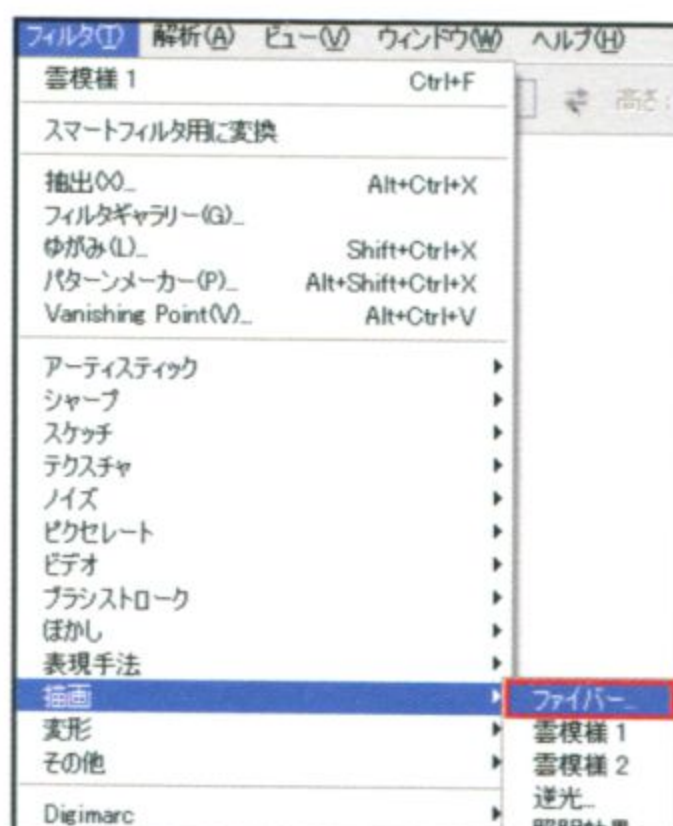 フィルタ(T) 解析(A) ビュー(V) ウィンドウ(W) ヘルプ(H)
雲模様 1 Ctrl+F
高さ:
スマートフィルタ用に変換
抽出(X)... Alt+Ctrl+X
フィルタギャラリー(G)...
ゆがみ(L)... Shift+Ctrl+X
パターンメーカー(P)... Alt+Shift+Ctrl+X
Vanishing Point(V)... Alt+Ctrl+V
アーティスティック
シャープ
スケッチ
テクスチャ
ノイズ
ピクセレート
ビデオ
ブラシストローク
ぼかし
表現手法
描画 ファイバー...
変形 雲模様 1
その他 雲模様 2
逆光...
Digimarc 照明効果